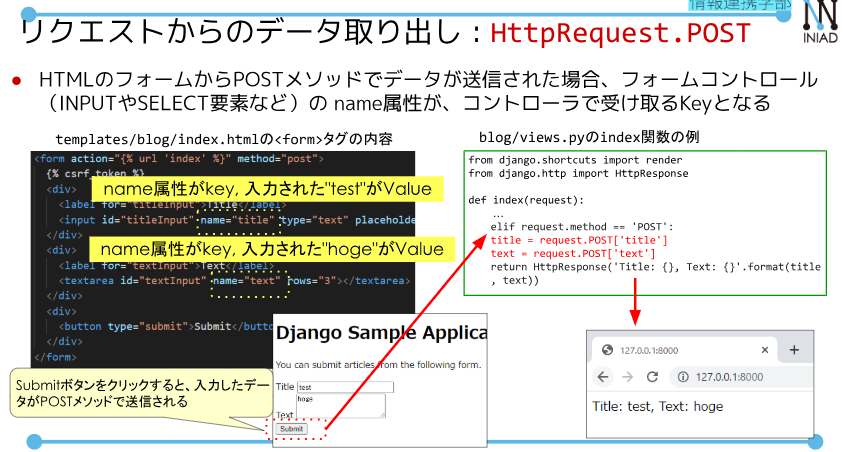 情報連携学部
INIAD
リクエストからのデータ取り出し：HttpRequest.POST
● HTMLのフォームからPOSTメソッドでデータが送信された場合、フォームコントロール
（INPUTやSELECT要素など）の name属性が、コントローラで受け取るKeyとなる
templates/blog/index.htmlの<form>タグの内容
<form action="{% url 'index' %}" method="post">
{% csrf_token %}
name属性がkey, 入力された"test"がValue
<div>
<label for="titleInput">Title</label>
<input id="titleInput" name="title" type="text" placeholde
</div>
name属性がkey, 入力された"hoge"がValue
<div>
<label for="textInput">Text</label>
<textarea id="textInput" name="text" rows="3"></textarea>
</div>
<div>
<button type="submit">Submit</butto
</div>
</form>
Submitボタンをクリックすると、入力したデー
タがPOSTメソッドで送信される
Django Sample Applica
You can submit articles from the following form.
Title test
hoge
Text
Submit
blog/views.pyのindex関数の例
from django.shortcuts import render
from django.http import HttpResponse
def index(request):
…
elif request.method == 'POST':
title = request.POST['title']
text = request.POST['text']
return HttpResponse('Title: {}, Text: {}'.format(title
, text))
127.0.0.1:8000
127.0.0.1:8000
Title: test, Text: hoge